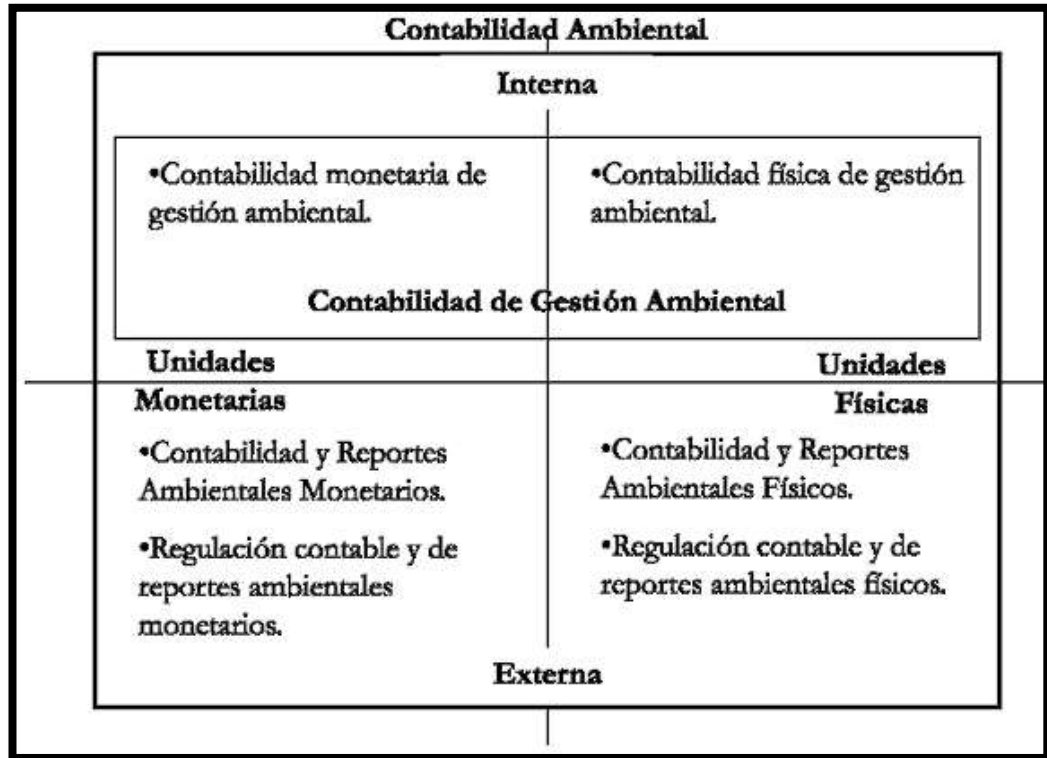 Contabilidad Ambiental
Interna
•Contabilidad monetaria de
gestión ambiental.
•Contabilidad física de gestión
ambiental.
Contabilidad de Gestión Ambiental
Unidades
Monetarias
Unidades
Físicas
•Contabilidad y Reportes
Ambientales Monetarios.
•Regulación contable y de
reportes ambientales
monetarios.
•Contabilidad y Reportes
Ambientales Físicos.
•Regulación contable y de
reportes ambientales físicos.
Externa